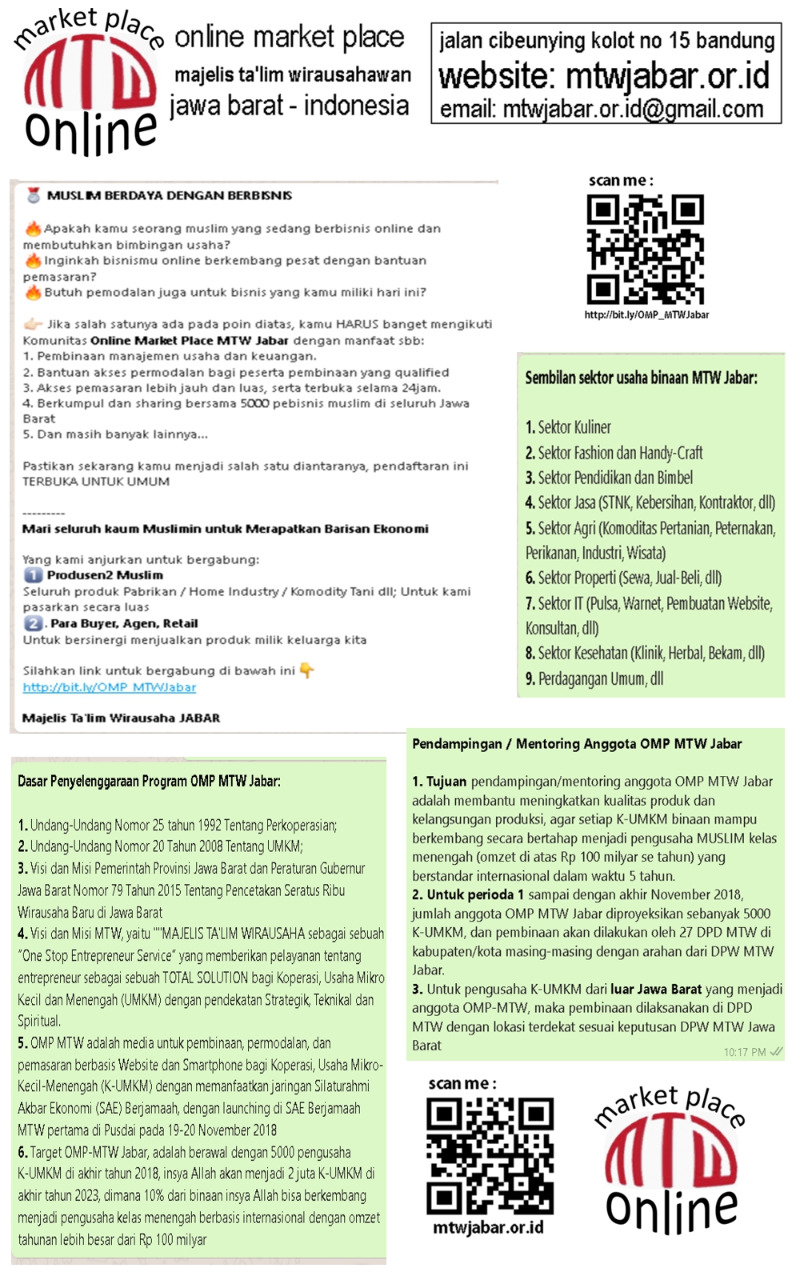 market place
MTW
online
online market place
majelis ta'lim wirausahawan
jawa barat - indonesia
jalan cibeunying kolot no 15 bandung
website: mtwjabar.or.id
email: mtwjabar.or.id@gmail.com
MUSLIM BERDAYA DENGAN BERBISNIS
Apakah kamu seorang muslim yang sedang berbisnis online dan
membutuhkan bimbingan usaha?
Inginkah bisnismu online berkembang pesat dengan bantuan
pemasaran?
Butuh pemodalan juga untuk bisnis yang kamu miliki hari ini?
Jika salah satunya ada pada poin diatas, kamu HARUS banget mengikuti
Komunitas Online Market Place MTW Jabar dengan manfaat sbb:
1. Pembinaan manajemen usaha dan keuangan.
2. Bantuan akses permodalan bagi peserta pembinaan yang qualified
3. Akses pemasaran lebih jauh dan luas, serta terbuka selama 24jam.
4. Berkumpul dan sharing bersama 5000 pebisnis muslim di seluruh Jawa
Barat
5. Dan masih banyak lainnya...
Pastikan sekarang kamu menjadi salah satu diantaranya, pendaftaran ini
TERBUKA UNTUK UMUM
---------
Mari seluruh kaum Muslimin untuk Merapatkan Barisan Ekonomi
Yang kami anjurkan untuk bergabung:
1 Produsen2 Muslim
Seluruh produk Pabrikan / Home Industry / Komodity Tani dll; Untuk kami
pasarkan secara luas
2. Para Buyer, Agen, Retail
Untuk bersinergi menjualkan produk milik keluarga kita
Silahkan link untuk bergabung di bawah ini
http://bit.ly/OMP_MTWJabar
Majelis Ta'lim Wirausaha JABAR
scan me :
http://bit.ly/OMP_MTWJabar
Sembilan sektor usaha binaan MTW Jabar:
1. Sektor Kuliner
2. Sektor Fashion dan Handy-Craft
3. Sektor Pendidikan dan Bimbel
4. Sektor Jasa (STNK, Kebersihan, Kontraktor, dll)
5. Sektor Agri (Komoditas Pertanian, Peternakan,
Perikanan, Industri, Wisata)
6. Sektor Properti (Sewa, Jual-Beli, dll)
7. Sektor IT (Pulsa, Warnet, Pembuatan Website,
Konsultan, dll)
8. Sektor Kesehatan (Klinik, Herbal, Bekam, dll)
9. Perdagangan Umum, dll
Dasar Penyelenggaraan Program OMP MTW Jabar:
1. Undang-Undang Nomor 25 tahun 1992 Tentang Perkoperasian;
2. Undang-Undang Nomor 20 Tahun 2008 Tentang UMKM;
3. Visi dan Misi Pemerintah Provinsi Jawa Barat dan Peraturan Gubernur
Jawa Barat Nomor 79 Tahun 2015 Tentang Pencetakan Seratus Ribu
Wirausaha Baru di Jawa Barat
4. Visi dan Misi MTW, yaitu ""MAJELIS TA'LIM WIRAUSAHA sebagai sebuah
"One Stop Entrepreneur Service" yang memberikan pelayanan tentang
entrepreneur sebagai sebuah TOTAL SOLUTION bagi Koperasi, Usaha Mikro
Kecil dan Menengah (UMKM) dengan pendekatan Strategik, Teknikal dan
Spiritual.
5. OMP MTW adalah media untuk pembinaan, permodalan, dan
pemasaran berbasis Website dan Smartphone bagi Koperasi, Usaha Mikro-
Kecil-Menengah (K-UMKM) dengan memanfaatkan jaringan Silaturahmi
Akbar Ekonomi (SAE) Berjamaah, dengan launching di SAE Berjamaah
MTW pertama di Pusdai pada 19-20 November 2018
6. Target OMP-MTW Jabar, adalah berawal dengan 5000 pengusaha
K-UMKM di akhir tahun 2018, insya Allah akan menjadi 2 juta K-UMKM di
akhir tahun 2023, dimana 10% dari binaan insya Allah bisa berkembang
menjadi pengusaha kelas menengah berbasis internasional dengan omzet
tahunan lebih besar dari Rp 100 milyar
Pendampingan / Mentoring Anggota OMP MTW Jabar
1. Tujuan pendampingan/mentoring anggota OMP MTW Jabar
adalah membantu meningkatkan kualitas produk dan
kelangsungan produksi, agar setiap K-UMKM binaan mampu
berkembang secara bertahap menjadi pengusaha MUSLIM kelas
menengah (omzet di atas Rp 100 milyar se tahun) yang
berstandar internasional dalam waktu 5 tahun.
2. Untuk perioda 1 sampai dengan akhir November 2018,
jumlah anggota OMP MTW Jabar diproyeksikan sebanyak 5000
K-UMKM, dan pembinaan akan dilakukan oleh 27 DPD MTW di
kabupaten/kota masing-masing dengan arahan dari DPW MTW
Jabar.
3. Untuk pengusaha K-UMKM dari luar Jawa Barat yang menjadi
anggota OMP-MTW, maka pembinaan dilaksanakan di DPD
MTW dengan lokasi terdekat sesuai keputusan DPW MTW Jawa
Barat
10:17 PM
scan me :
mtwjabar.or.id
market place
MTW
online